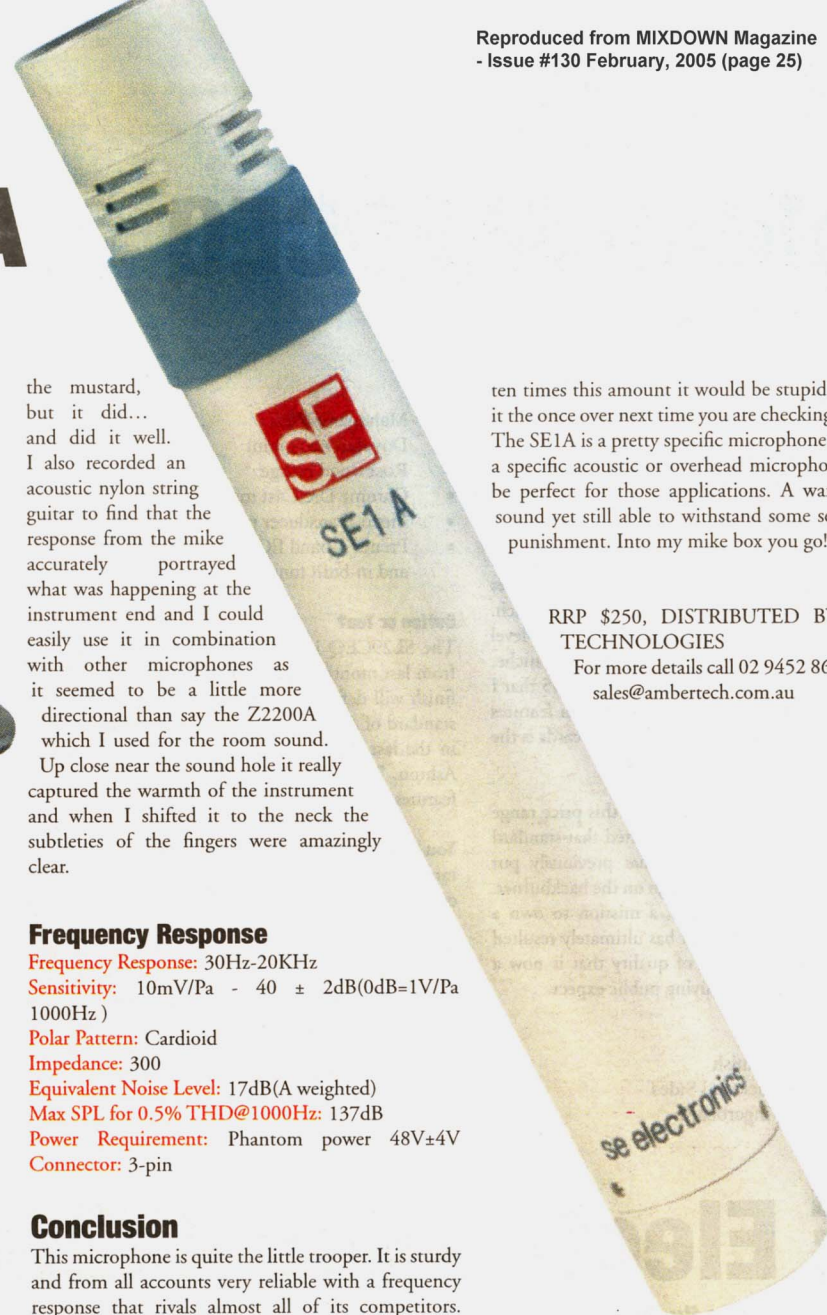 Reproduced from MIXDOWN Magazine
- Issue #130 February, 2005 (page 25)
A
the mustard,
but it did...
and did it well.
I also recorded an
acoustic nylon string
guitar to find that the
response from the mike
accurately portrayed
what was happening at the
instrument end and I could
easily use it in combination
with other microphones as
it seemed to be a little more
directional than say the Z2200A
which I used for the room sound.
Up close near the sound hole it really
captured the warmth of the instrument
and when I shifted it to the neck the
subtleties of the fingers were amazingly
clear.
Frequency Response
Frequency Response: 30Hz-20KHz
Sensitivity: 10mV/Pa - 40 ± 2dB(0dB=1V/Pa
1000Hz )
Polar Pattern: Cardioid
Impedance: 300
Equivalent Noise Level: 17dB(A weighted)
Max SPL for 0.5% THD@1000Hz: 137dB
Power Requirement: Phantom power 48V±4V
Connector: 3-pin
Conclusion
This microphone is quite the little trooper. It is sturdy
and from all accounts very reliable with a frequency
response that rivals almost all of its competitors.
SE
SE1A
se electronics
ten times this amount it would be stupid
it the once over next time you are checking
The SE1A is a pretty specific microphone
a specific acoustic or overhead
be perfect for those applications. A
sound yet still able to withstand some
punishment. Into my mike box you go!
RRP $250, DISTRIBUTED
TECHNOLOGIES
For more details call 02 9452
sales@ambertech.com.au